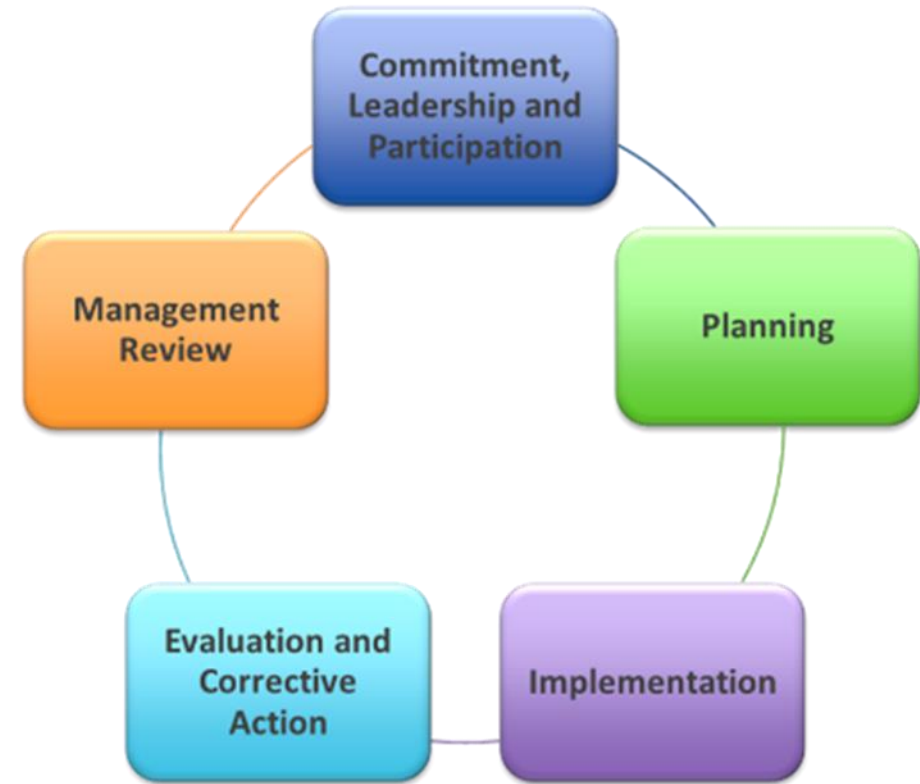 Commitment,
Leadership and
Participation
Planning
Implementation
Evaluation and
Corrective
Action
Management
Review